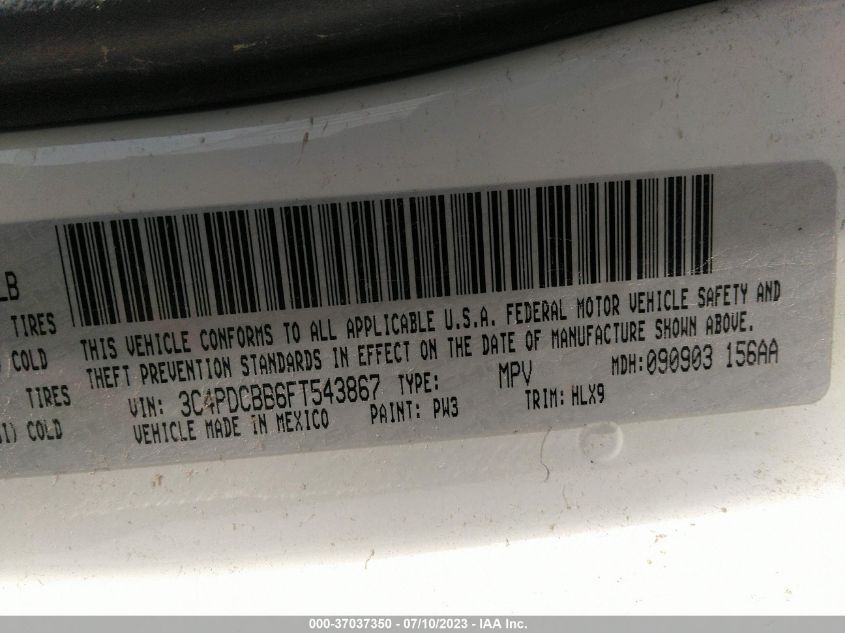 LB
TIRES
COLD
TIRES
COLD
THIS VEHICLE CONFORMS TO ALL APPLICABLE U.S.A. FEDERAL MOTOR VEHICLE SAFETY AND
THEFT PREVENTION STANDARDS IN EFFECT ON THE DATE OF MANUFACTURE SHOWN ABOVE.
VIN: 3C4PDCBB6FT543867 TYPE: MPV MDH:090903 156AA
VEHICLE MADE IN MEXICO PAINT: PW3 TRIM: HLX9
000-37037350 - 07/10/2023 - IAA Inc.